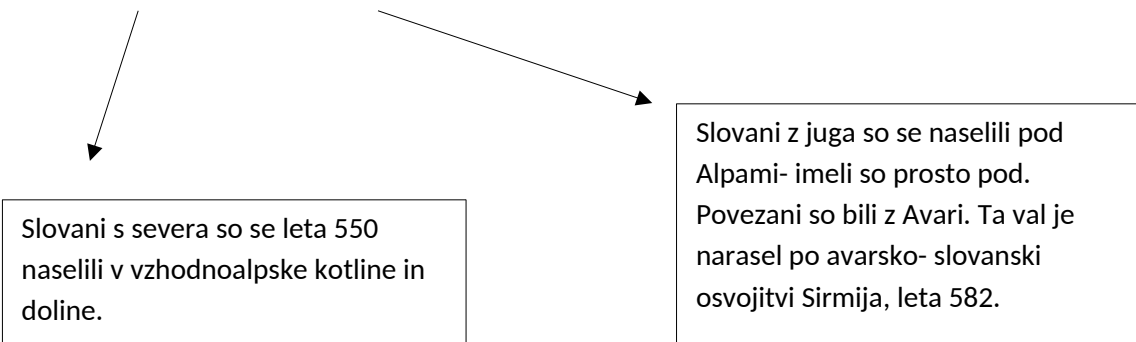 Slovani s severa so se leta 550
naselili v vzhodnoalpske kotline in
doline.
Slovani z juga so se naselili pod
Alpami- imeli so prosto pod.
Povezani so bili z Avari. Ta val je
narasel po avarsko- slovanski
osvojitvi Sirmija, leta 582.